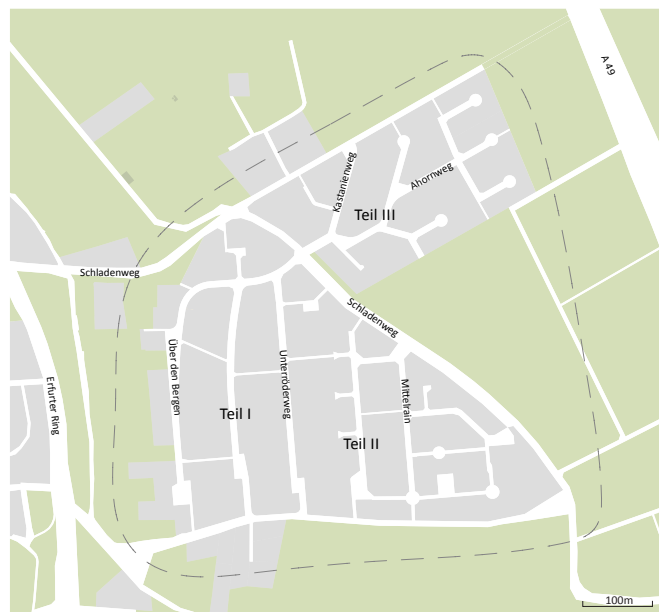 A 49
Kastanienweg
Ahornweg
Teil III
Schladenweg
Schladenweg
Über den Bergen
Unterröderweg
Mittelrain
Erfurter Ring
Teil I
Teil II
100m